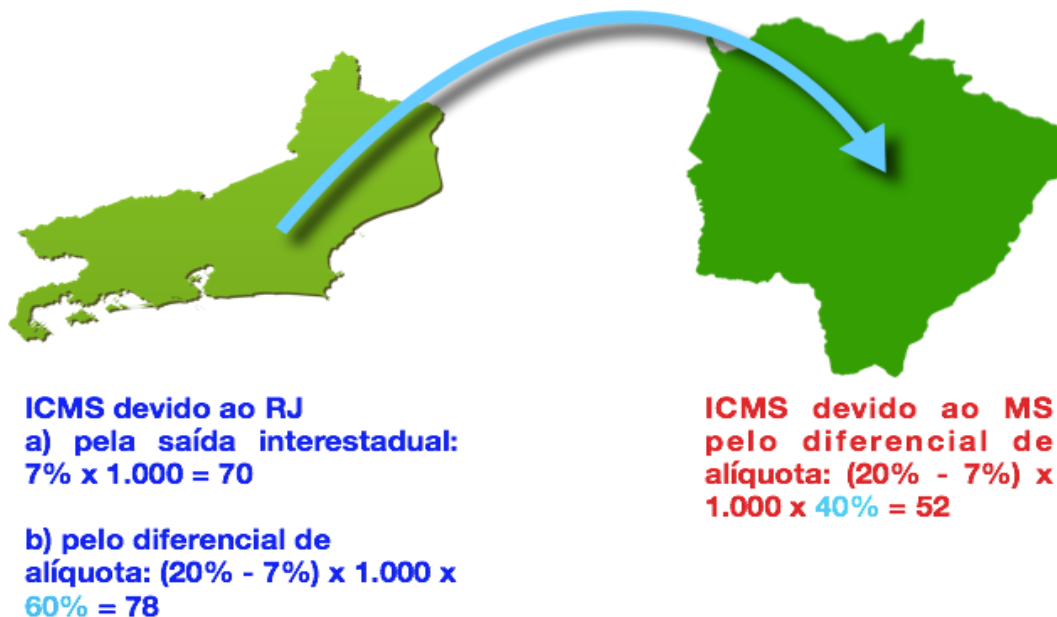 ICMS devido ao RJ
a) pela saída interestadual:
7% x 1.000 = 70
b) pelo diferencial de
alíquota: (20% - 7%) x 1.000 x
60% = 78
ICMS devido ao MS
pelo diferencial de
alíquota: (20% - 7%) x
1.000 x 40% = 52